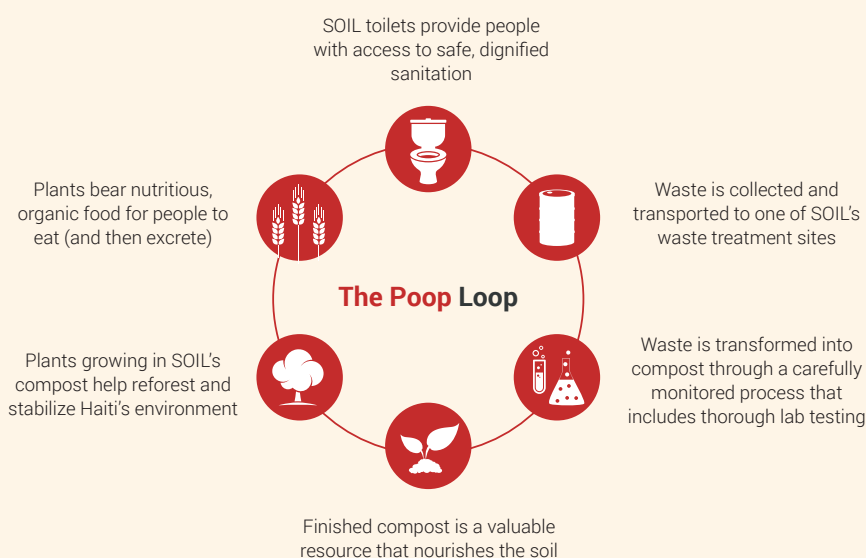 SOIL toilets provide people
with access to safe, dignified
sanitation
Waste is collected and
transported to one of SOIL’s
waste treatment sites
Waste is transformed into
compost through a carefully
monitored process that
includes thorough lab testing
Finished compost is a valuable
resource that nourishes the soil
Plants growing in SOIL’s
compost help reforest and
stabilize Haiti’s environment
Plants bear nutritious,
organic food for people to
eat (and then excrete)
The Poop Loop